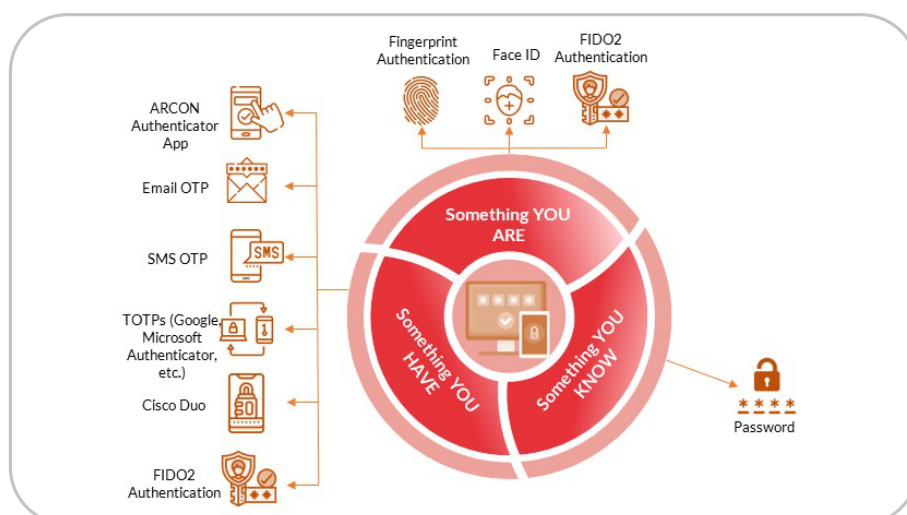 Fingerprint
Authentication
Face ID
FIDO2
Authentication
ARCON
Authenticator
App
Email OTP
SMS OTP
SMS
TOTPs (Google,
Microsoft
Authenticator,
etc.)
Cisco Duo
FIDO2
Authentication
Something YOU
ARE
Something YOU
HAVE
Something YOU
KNOW
* * * *
Password